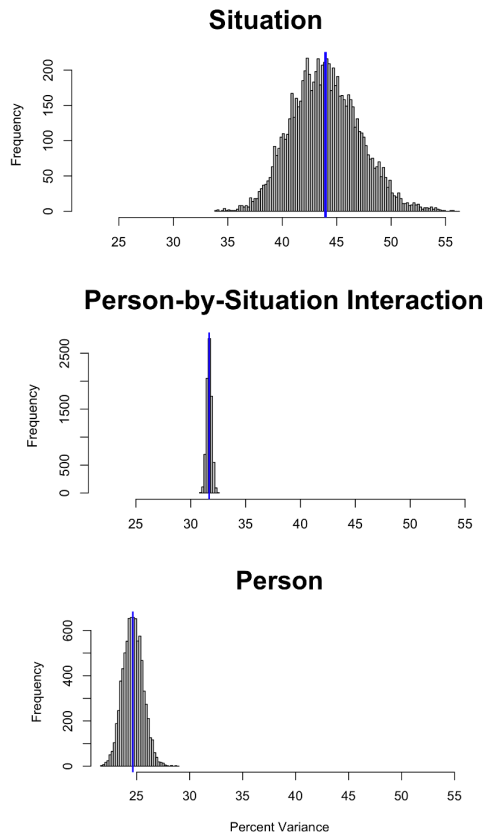 Situation
Frequency
0 50 100 150 200
25 30 35 40 45 50 55
Person-by-Situation Interaction
Frequency
0 500 1500 2500
25 30 35 40 45 50 55
Person
Frequency
0 200 400 600
25 30 35 40 45 50 55
Percent Variance